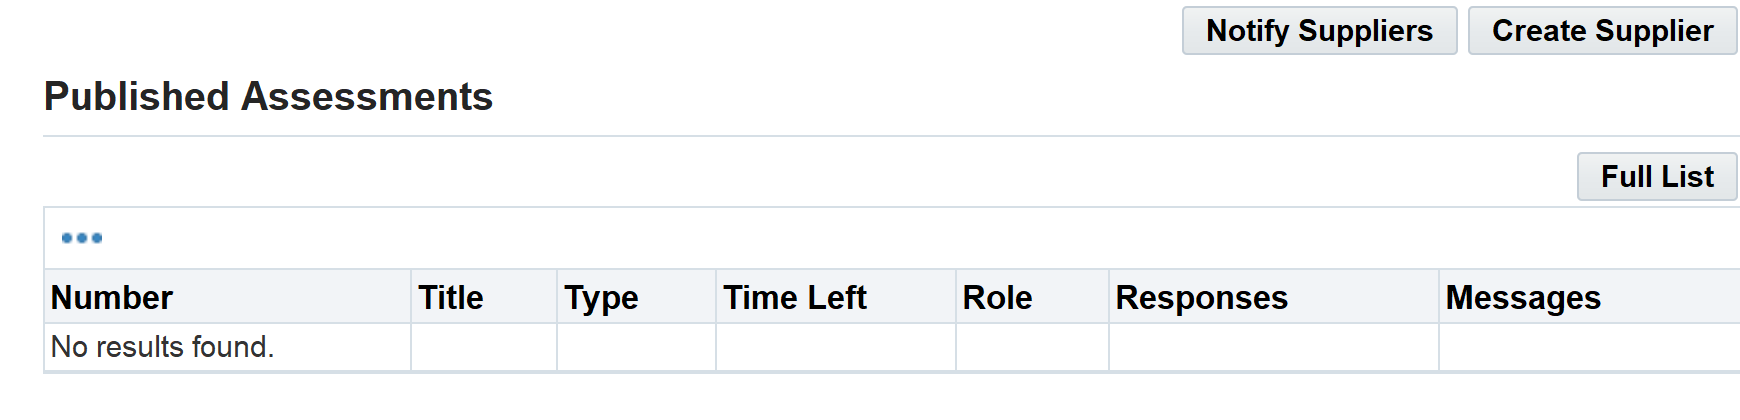 Notify Suppliers Create Supplier
Published Assessments
Full List
Number Title Type Time Left Role Responses Messages
No results found.